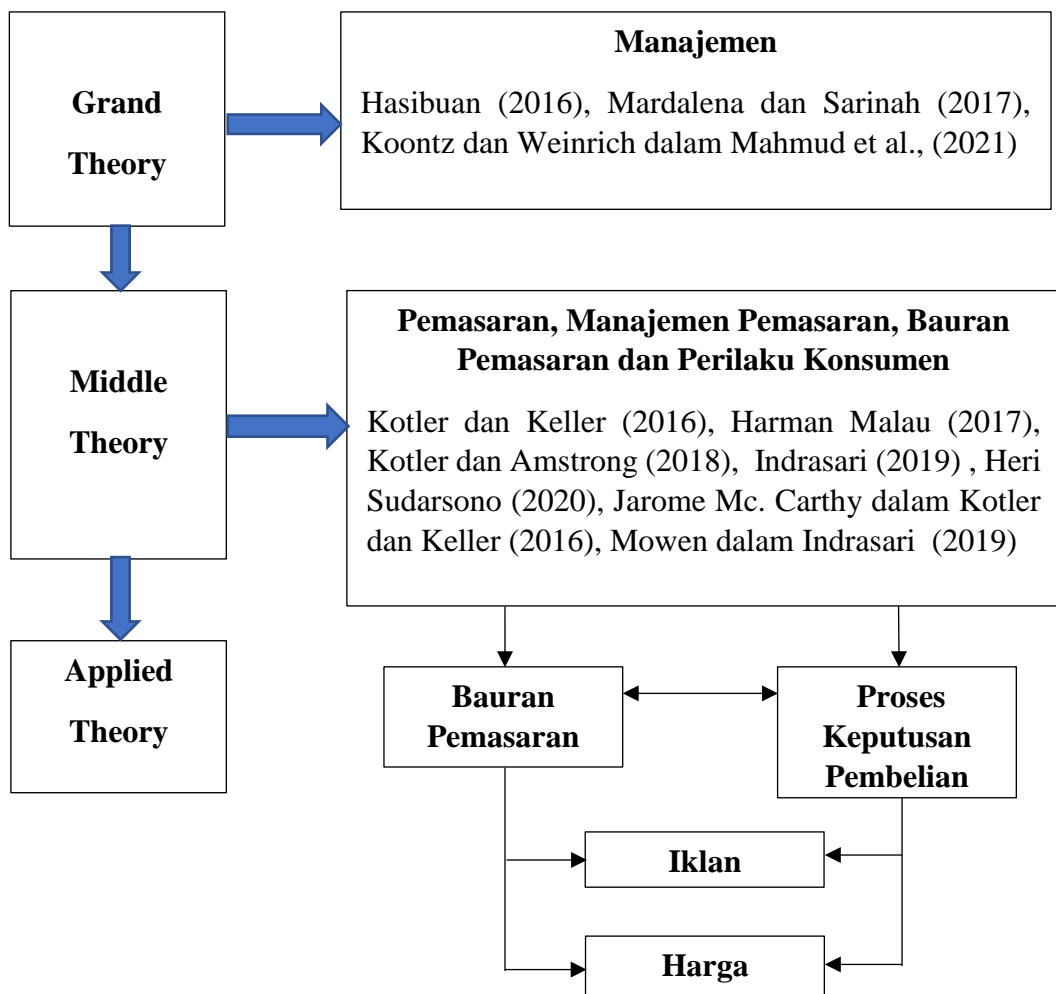 Grand
Theory
Manajemen
Hasibuan (2016), Mardalena dan Sarinah (2017),
Koontz dan Weinrich dalam Mahmud et al., (2021)
Middle
Theory
Pemasaran, Manajemen Pemasaran, Bauran
Pemasaran dan Perilaku Konsumen
Kotler dan Keller (2016), Harman Malau (2017),
Kotler dan Amstrong (2018), Indrasari (2019) , Heri
Sudarsono (2020), Jarome Mc. Carthy dalam Kotler
dan Keller (2016), Mowen dalam Indrasari (2019)
Applied
Theory
Bauran
Pemasaran
Proses
Keputusan
Pembelian
Iklan
Harga